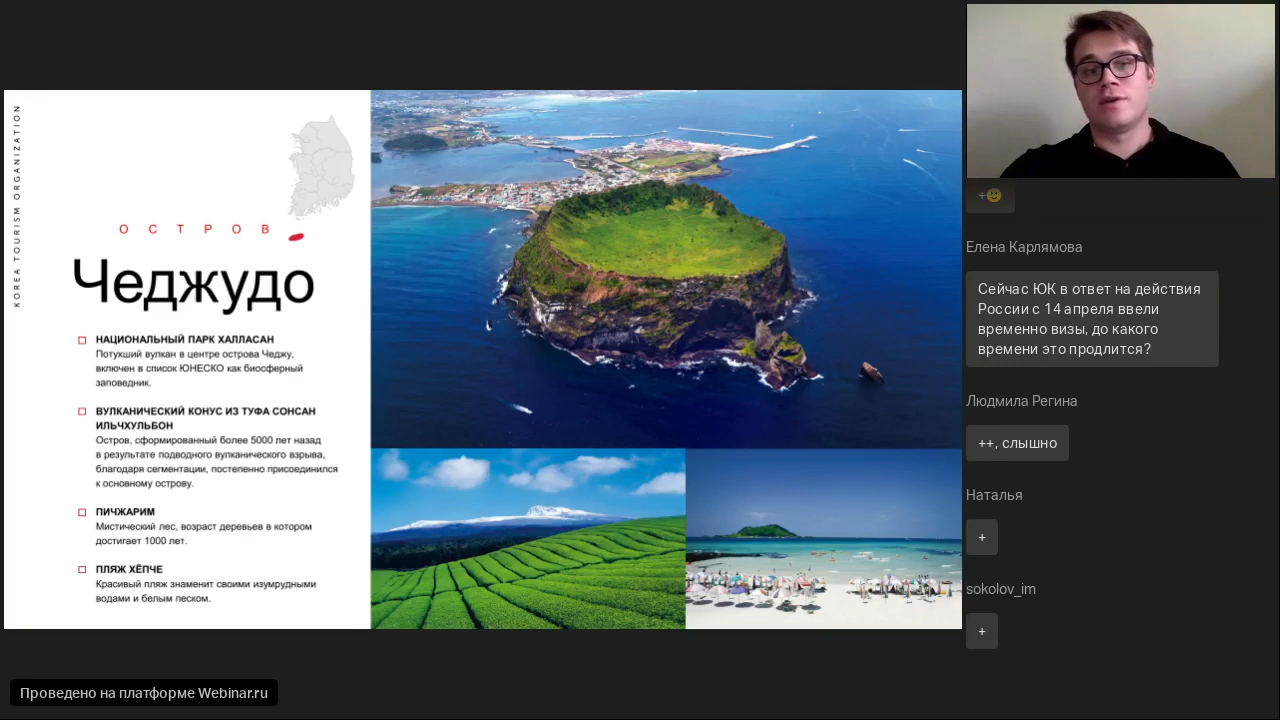 KOREA TOURISM ORGANIZATION
ОСТРОВ
Чеджудо
НАЦИОНАЛЬНЫЙ ПАРК ХАЛЛАСАН
Потухший вулкан в центре острова Чеджу,
включен в список ЮНЕСКО как биосферный
заповедник.
ВУЛКАНИЧЕСКИЙ КОНУС ИЗ ТУФА СОНСАН
ИЛЬЧХУЛЬБОН
Остров, сформированный более 5000 лет назад
в результате подводного вулканического взрыва,
благодаря сегментации, постепенно присоединился
к основному острову.
ПИЧЖАРИМ
Мистический лес, возраст деревьев в котором
достигает 1000 лет.
ПЛЯЖ ХЁПЧЕ
Красивый пляж знаменит своими изумрудными
водами и белым песком.
+🙂
Елена Карлямова
Сейчас ЮК в ответ на действия
России с 14 апреля ввели
временно визы, до какого
времени это продлится?
Людмила Регина
++, слышно
Наталья
+
sokolov_im
+
Проведено на платформе Webinar.ru